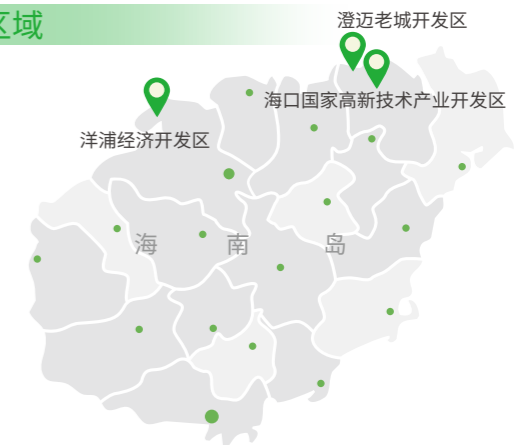 区域
澄迈老城开发区
海口国家高新技术产业开发区
洋浦经济开发区
海 南 岛